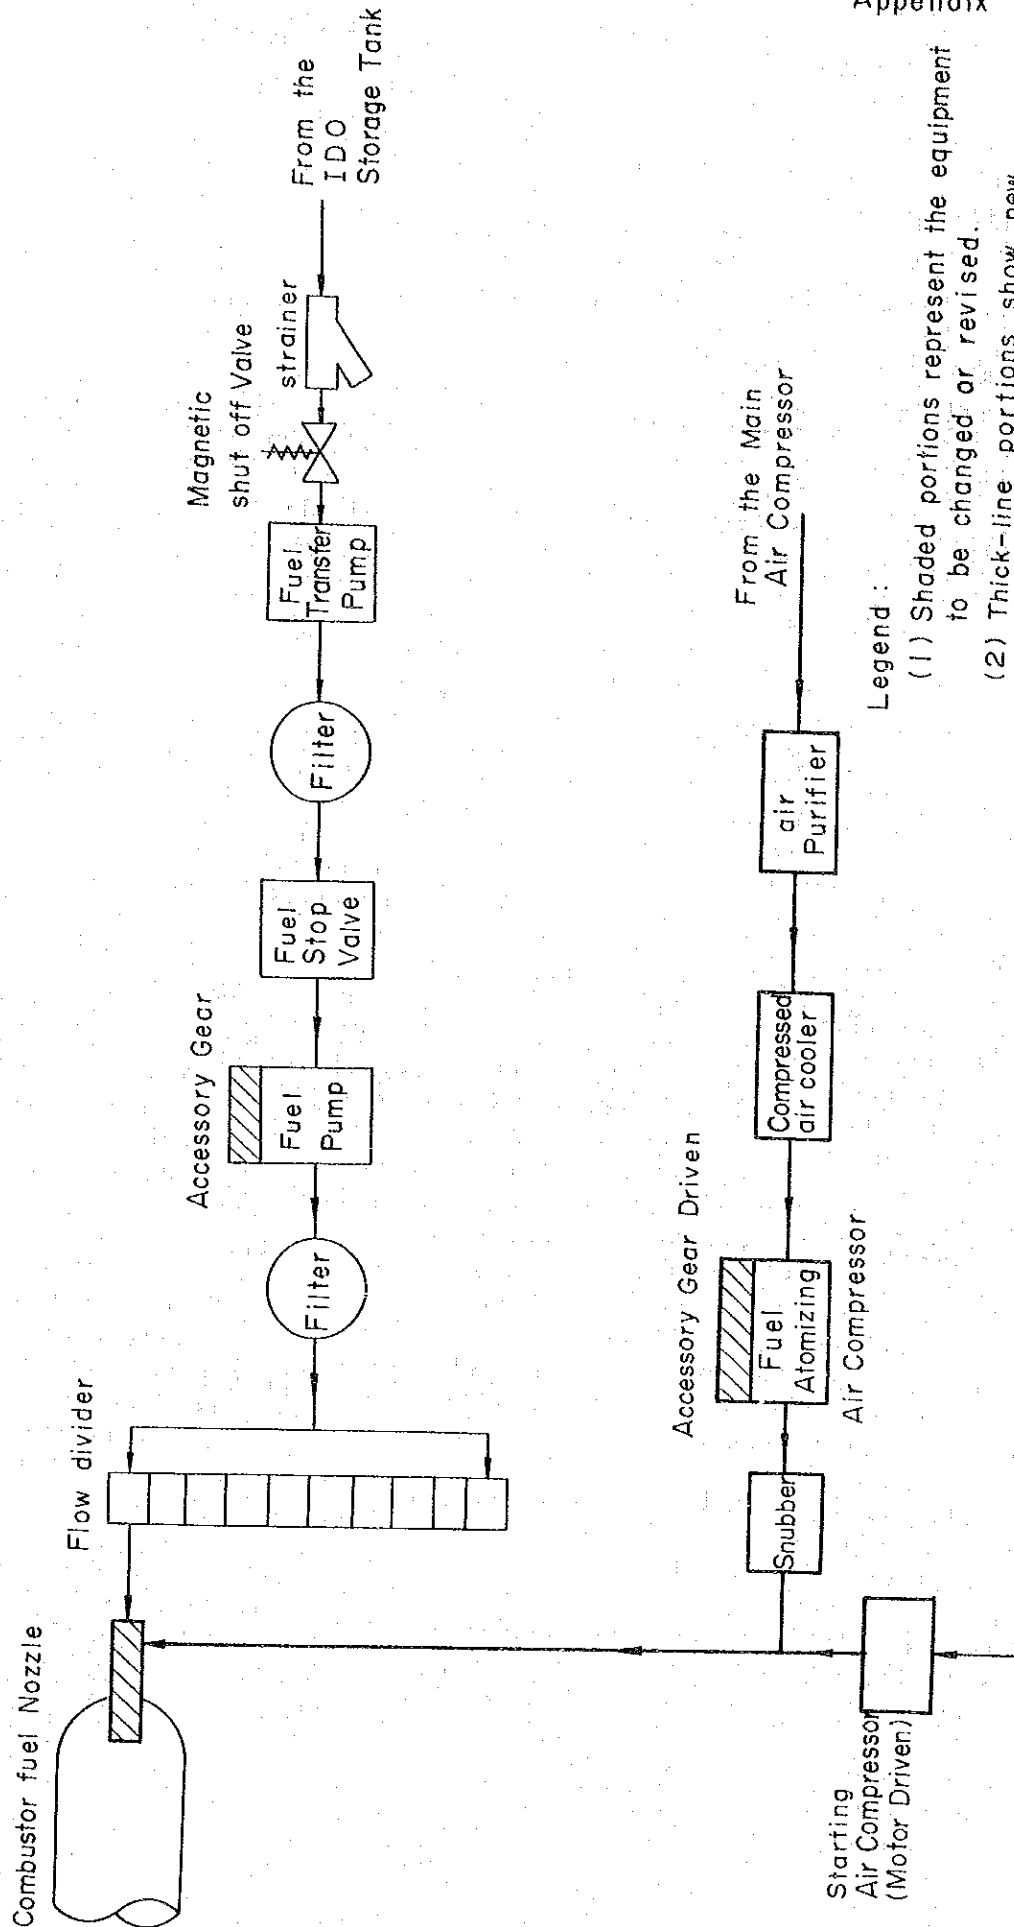 Appendix
Combustor fuel Nozzle
Flow divider
Filter
Accessory Gear
Fuel
Pump
Fuel
Stop
Valve
Filter
Fuel
Transfer
Pump
Magnetic
shut off Valve
strainer
From the
IDO
Storage Tank
Starting
Air Compressor
(Motor Driven)
Snubber
Accessory Gear Driven
Fuel
Atomizing
Air Compressor
Compressed
air cooler
air
Purifier
From the Main
Air Compressor
Legend :
(1) Shaded portions represent the equipment
to be changed or revised.
(2) Thick-line portions show new